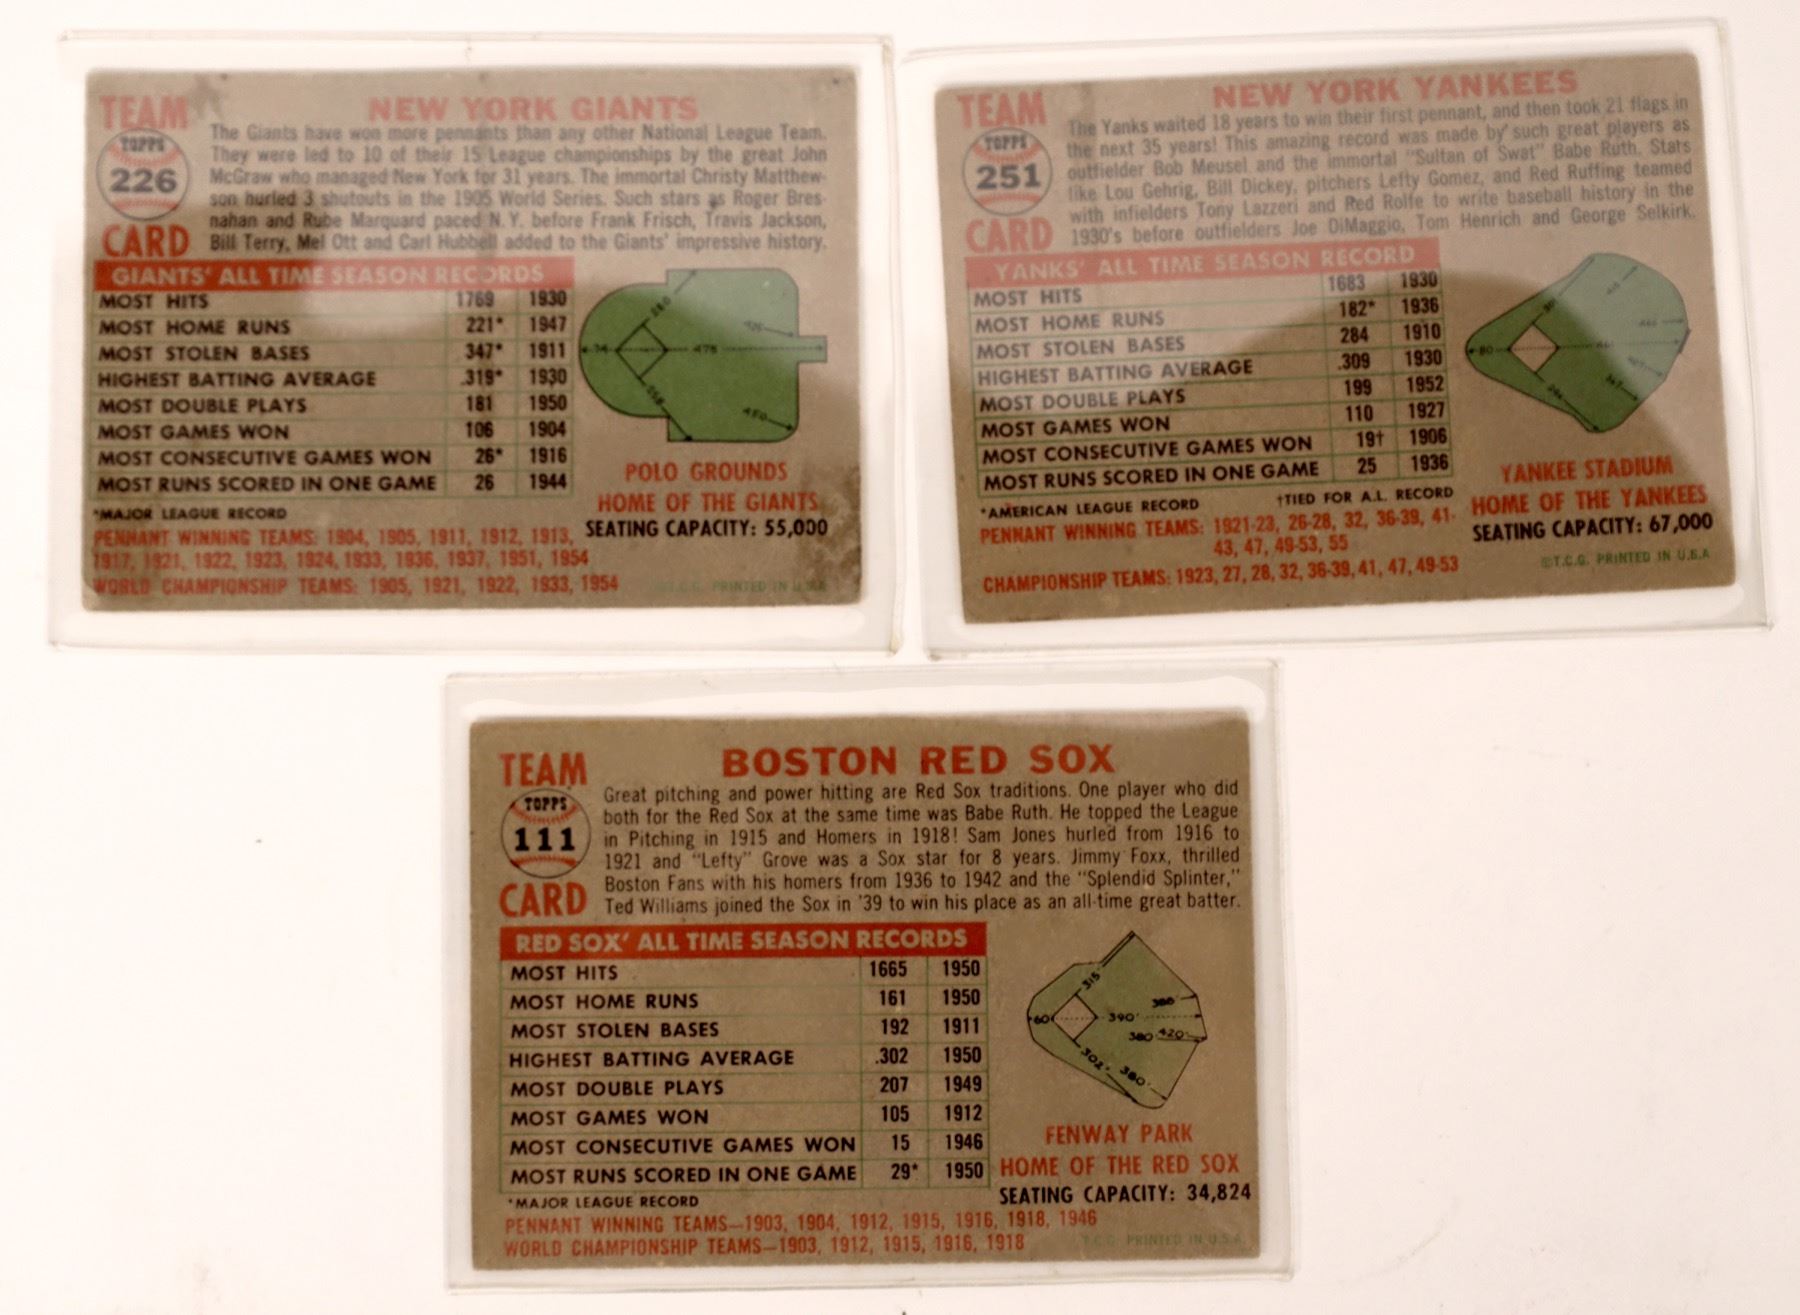 TEAM
TOPPS
226
CARD
NEW YORK GIANTS
The Giants have won more pennants than any other National League Team.
They were led to 10 of their 15 League championships by the great John
McGraw who managed New York for 31 years. The immortal Christy Matthew-
son hurled 3 shutouts in the 1905 World Series. Such stars as Roger Bres-
nahan and Rube Marquard paced N.Y. before Frank Frisch, Travis Jackson,
Bill Terry, Mel Ott and Carl Hubbell added to the Giants' impressive history.
GIANTS' ALL TIME SEASON RECORDS
MOST HITS 1769 1930
MOST HOME RUNS 221* 1947
MOST STOLEN BASES 347* 1911
HIGHEST BATTING AVERAGE .319* 1930
MOST DOUBLE PLAYS 181 1950
MOST GAMES WON 106 1904
MOST CONSECUTIVE GAMES WON 26* 1916
MOST RUNS SCORED IN ONE GAME 26 1944
*MAJOR LEAGUE RECORD
280
475
74
258
450
POLO GROUNDS
HOME OF THE GIANTS
SEATING CAPACITY: 55,000
PENNANT WINNING TEAMS: 1904, 1905, 1911, 1912, 1913,
1917, 1921, 1922, 1923, 1924, 1933, 1936, 1937, 1951, 1954
WORLD CHAMPIONSHIP TEAMS: 1905, 1921, 1922, 1933, 1954
T.C.G. PRINTED IN U.S.A.
TEAM
TOPPS
251
CARD
NEW YORK YANKEES
The Yanks waited 18 years to win their first pennant, and then took 21 flags in
the next 35 years! This amazing record was made by such great players as
outfielder Bob Meusel and the immortal "Sultan of Swat" Babe Ruth. Stats
like Lou Gehrig, Bill Dickey, pitchers Lefty Gomez, and Red Ruffing teamed
with infielders Tony Lazzeri and Red Rolfe to write baseball history in the
1930's before outfielders Joe DiMaggio, Tom Henrich and George Selkirk.
YANKS' ALL TIME SEASON RECORD
MOST HITS 1683 1930
MOST HOME RUNS 182* 1936
MOST STOLEN BASES 284 1910
HIGHEST BATTING AVERAGE .309 1930
MOST DOUBLE PLAYS 199 1952
MOST GAMES WON 110 1927
MOST CONSECUTIVE GAMES WON 19† 1906
MOST RUNS SCORED IN ONE GAME 25 1936
*AMERICAN LEAGUE RECORD †TIED FOR A.L. RECORD
301
80
461
YANKEE STADIUM
HOME OF THE YANKEES
SEATING CAPACITY: 67,000
PENNANT WINNING TEAMS: 1921-23, 26-28, 32, 36-39, 41-
43, 47, 49-53, 55
CHAMPIONSHIP TEAMS: 1923, 27, 28, 32, 36-39, 41, 47, 49-53
©T.C.G. PRINTED IN U.S.A
TEAM
TOPPS
111
CARD
BOSTON RED SOX
Great pitching and power hitting are Red Sox traditions. One player who did
both for the Red Sox at the same time was Babe Ruth. He topped the League
in Pitching in 1915 and Homers in 1918! Sam Jones hurled from 1916 to
1921 and "Lefty" Grove was a Sox star for 8 years. Jimmy Foxx, thrilled
Boston Fans with his homers from 1936 to 1942 and the "Splendid Splinter,"
Ted Williams joined the Sox in '39 to win his place as an all-time great batter.
RED SOX' ALL TIME SEASON RECORDS
MOST HITS 1665 1950
MOST HOME RUNS 161 1950
MOST STOLEN BASES 192 1911
HIGHEST BATTING AVERAGE .302 1950
MOST DOUBLE PLAYS 207 1949
MOST GAMES WON 105 1912
MOST CONSECUTIVE GAMES WON 15 1946
MOST RUNS SCORED IN ONE GAME 29* 1950
*MAJOR LEAGUE RECORD
315'
380'
60'
390'
380 420'
302'
380'
FENWAY PARK
HOME OF THE RED SOX
SEATING CAPACITY: 34,824
PENNANT WINNING TEAMS—1903, 1904, 1912, 1915, 1916, 1918, 1946
WORLD CHAMPIONSHIP TEAMS—1903, 1912, 1915, 1916, 1918
T.C.G. PRINTED IN U.S.A.